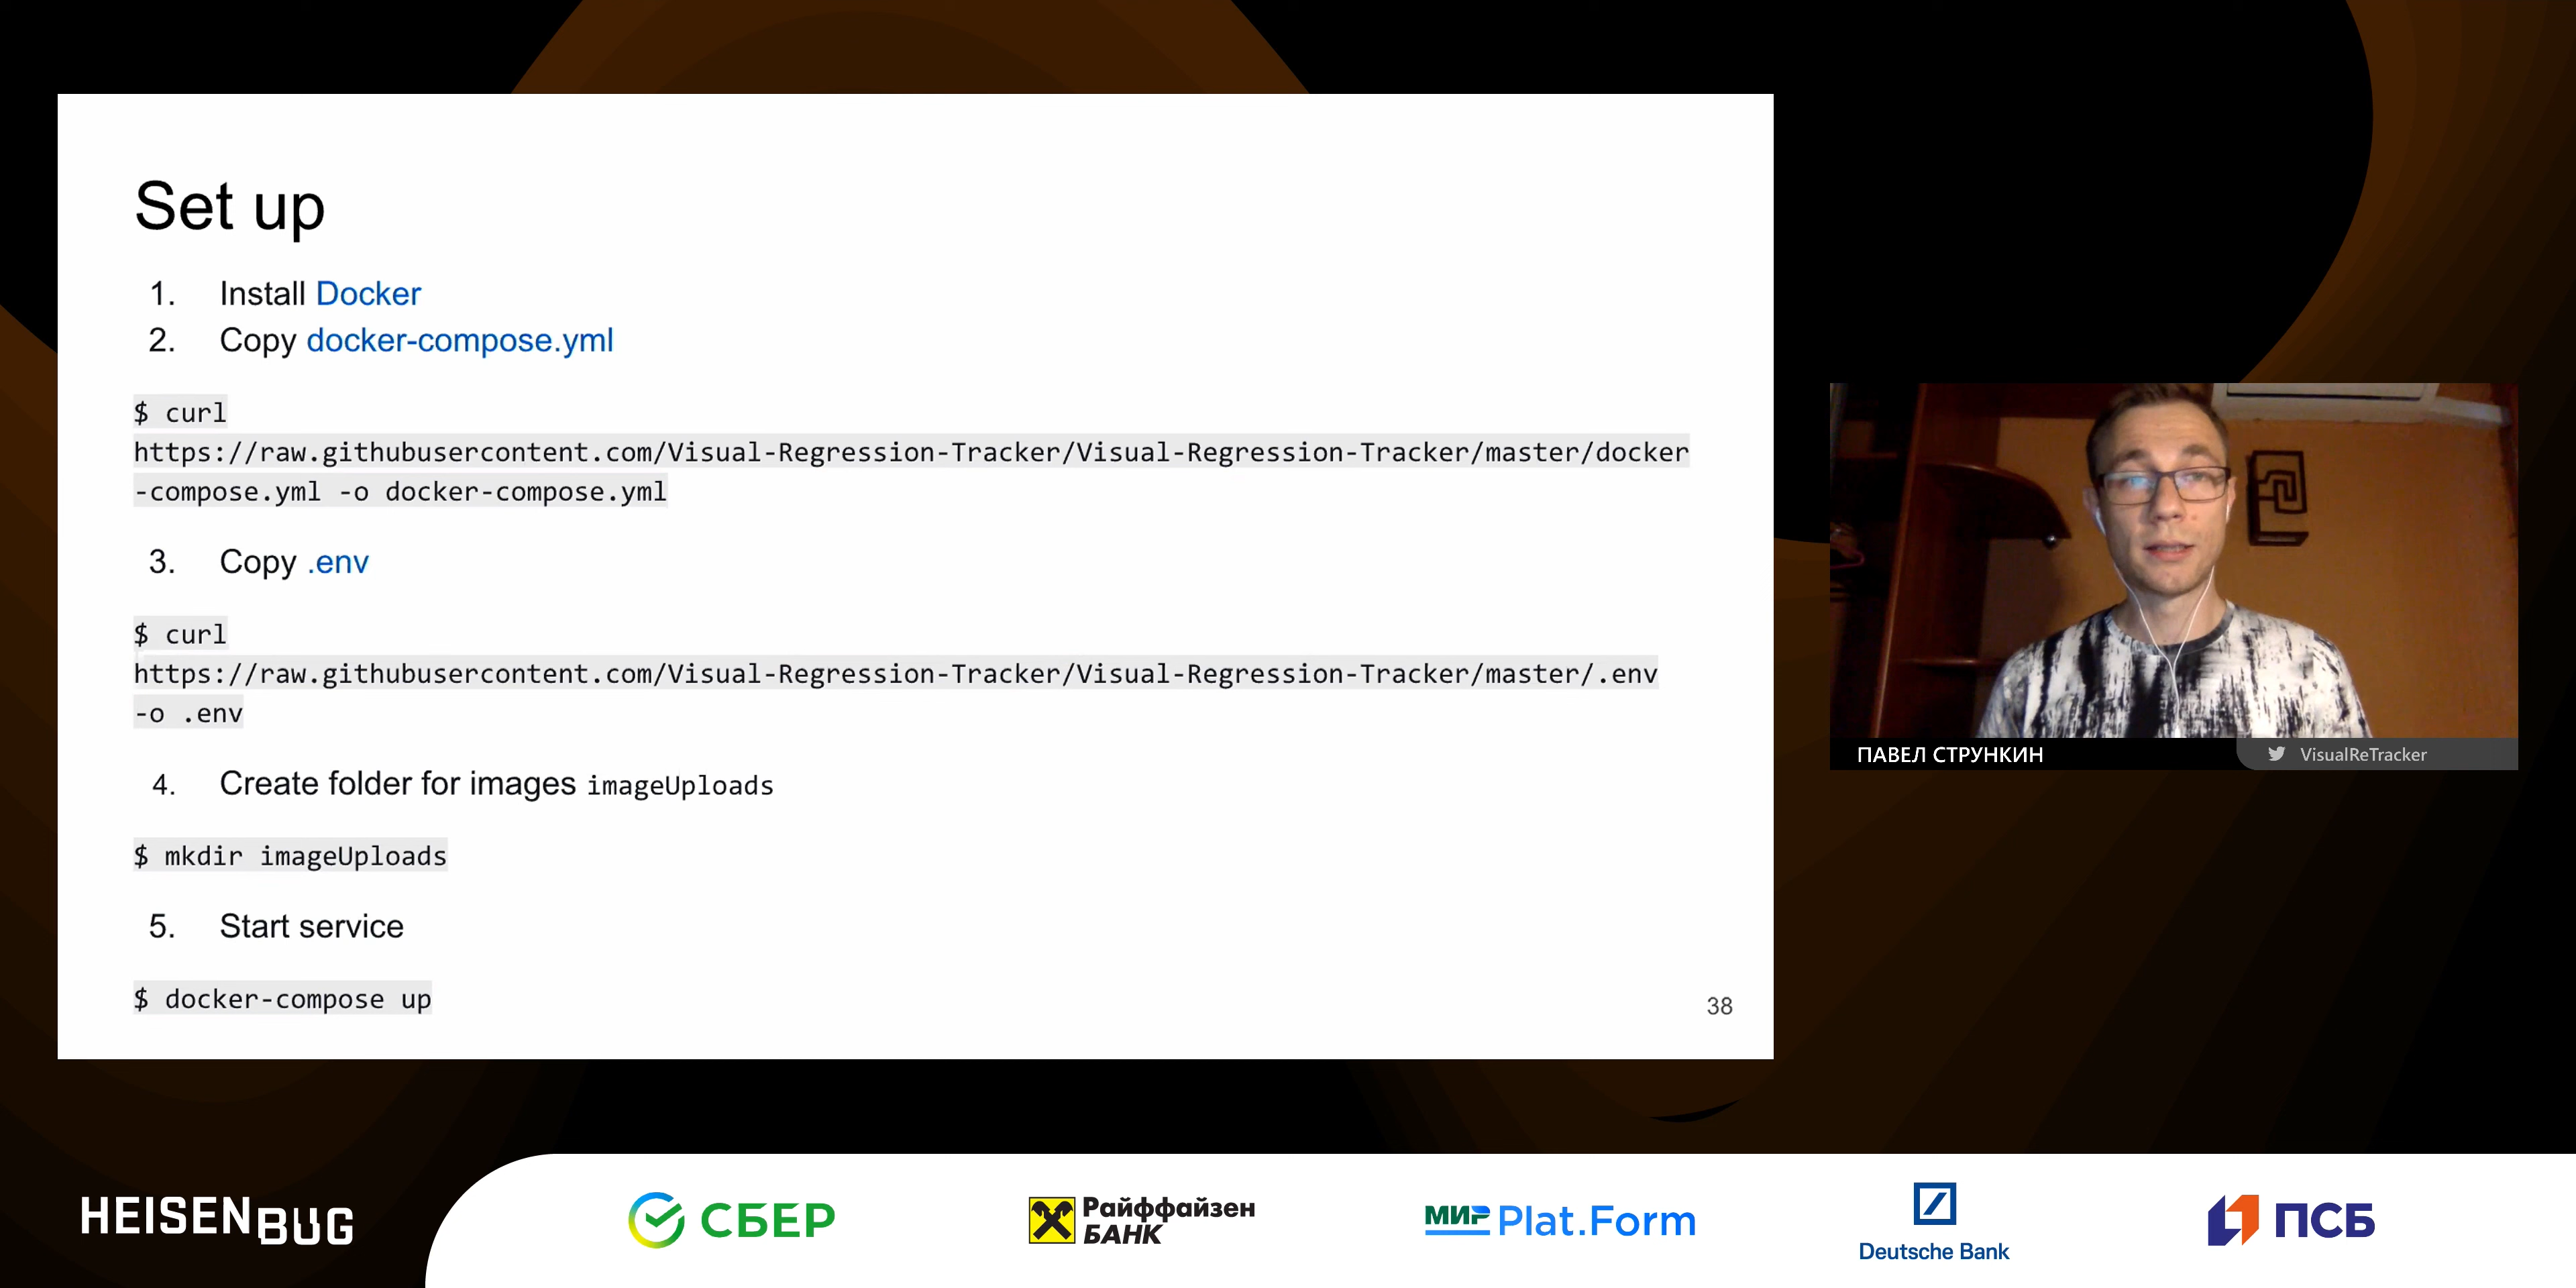 Set up
1. Install Docker
2. Copy docker-compose.yml
$ curl
https://raw.githubusercontent.com/Visual-Regression-Tracker/Visual-Regression-Tracker/master/docker
-compose.yml -o docker-compose.yml
3. Copy .env
$ curl
https://raw.githubusercontent.com/Visual-Regression-Tracker/Visual-Regression-Tracker/master/.env
-o .env
4. Create folder for images imageUploads
$ mkdir imageUploads
5. Start service
$ docker-compose up
38
ПАВЕЛ СТРУНКИН
VisualReTracker
HEISENBUG
СБЕР
Райффайзен
БАНК
МИР Plat.Form
Deutsche Bank
ПСБ